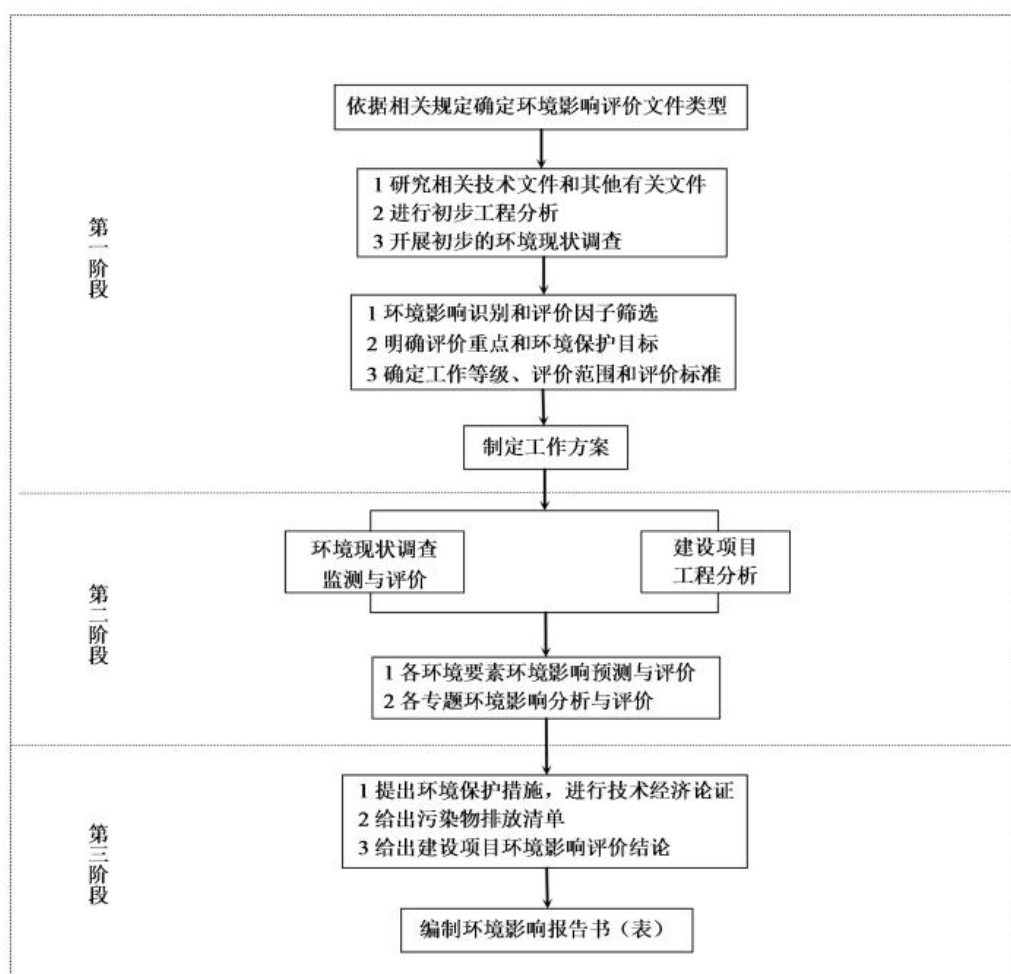 第一阶段
依据相关规定确定环境影响评价文件类型
1 研究相关技术文件和其他有关文件
2 进行初步工程分析
3 开展初步的环境现状调查
1 环境影响识别和评价因子筛选
2 明确评价重点和环境保护目标
3 确定工作等级、评价范围和评价标准
制定工作方案
第二阶段
环境现状调查
监测与评价
建设项目
工程分析
1 各环境要素环境影响预测与评价
2 各专题环境影响分析与评价
第三阶段
1 提出环境保护措施，进行技术经济论证
2 给出污染物排放清单
3 给出建设项目环境影响评价结论
编制环境影响报告书（表）